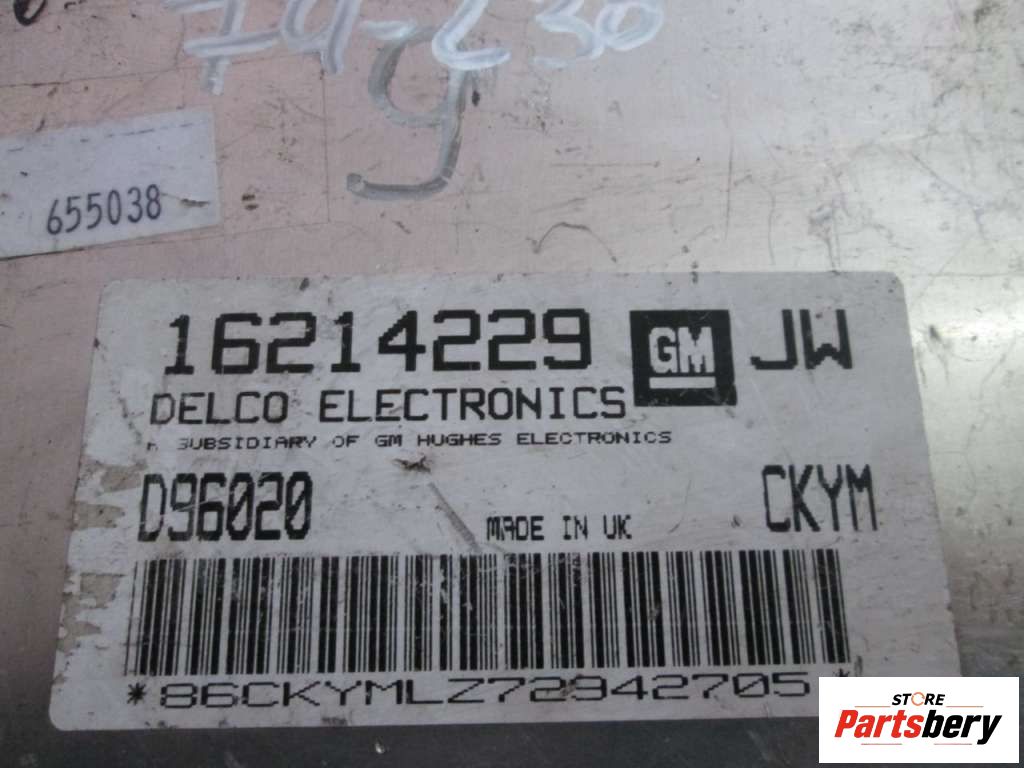 9
655038
16214229 GM JW
DELCO ELECTRONICS
A SUBSIDIARY OF GM HUGHES ELECTRONICS
D96020 MADE IN UK CKYM
*86CKYMLZ72942705*
STORE
Partsbery